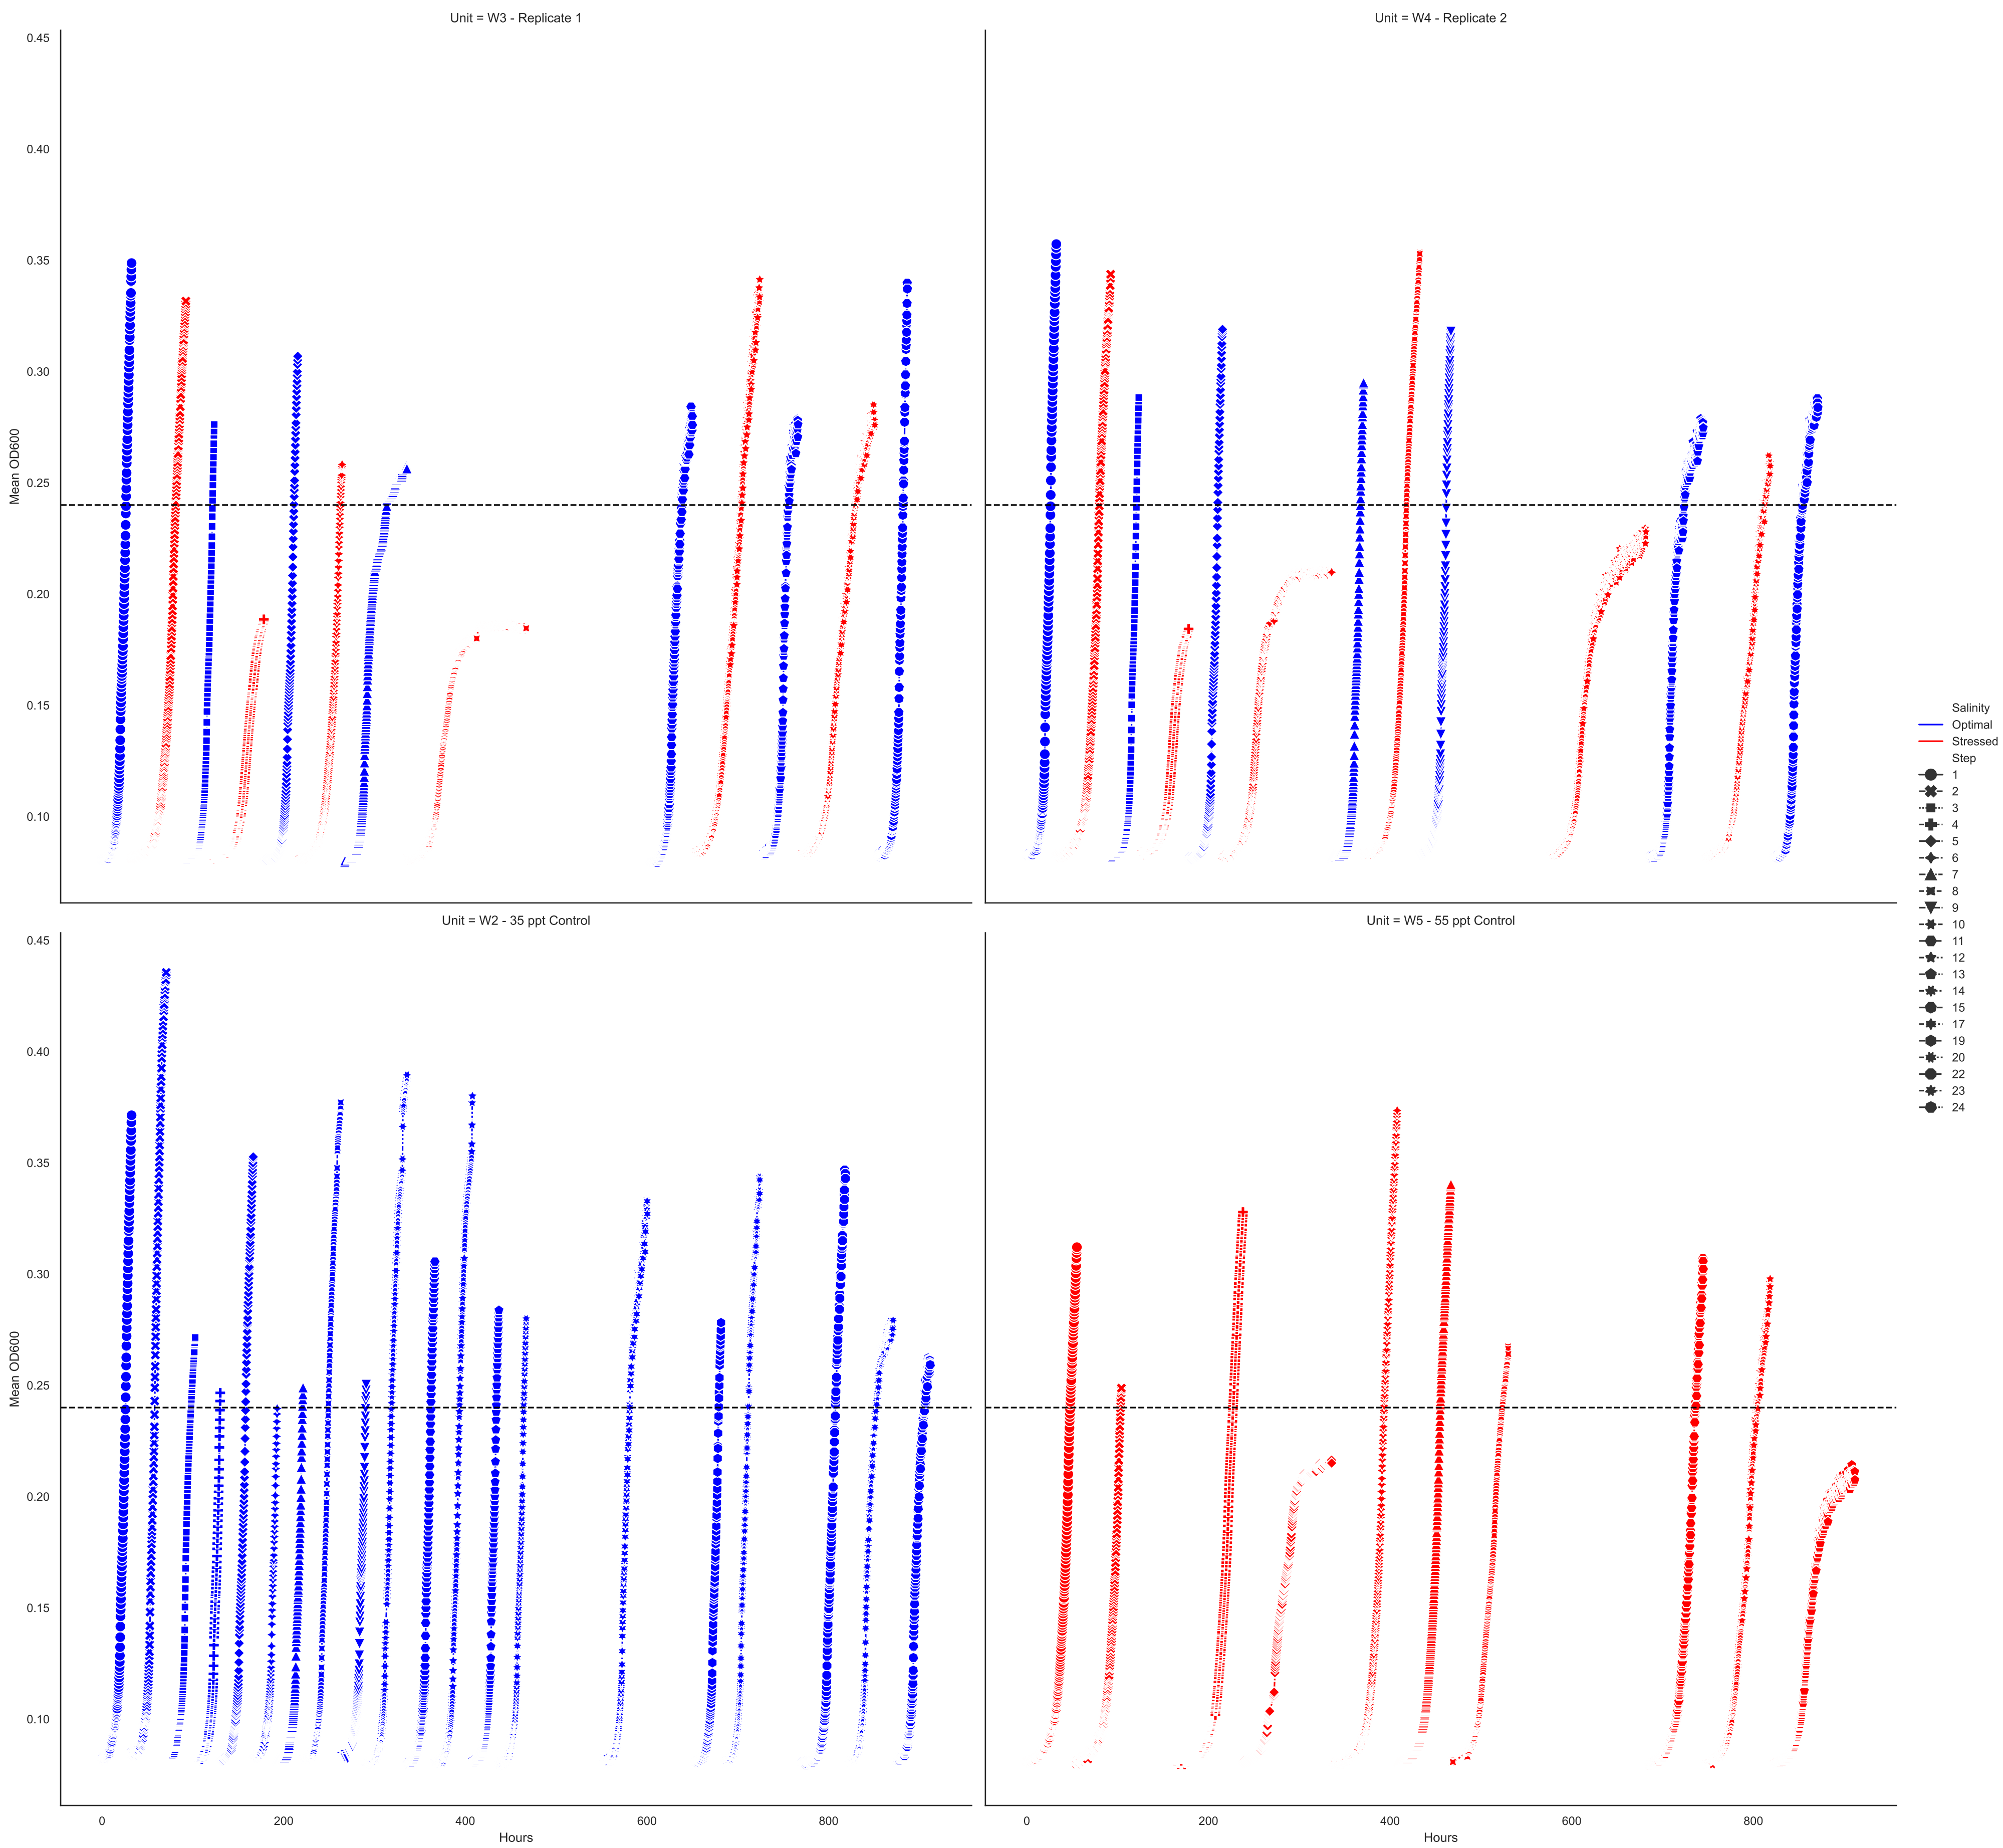 Unit = W3 - Replicate 1
Unit = W4 - Replicate 2
0.45
0.40
0.35
0.30
0.25
0.20
0.15
0.10
Mean OD600
Unit = W2 - 35 ppt Control
Unit = W5 - 55 ppt Control
0.45
0.40
0.35
0.30
0.25
0.20
0.15
0.10
Mean OD600
0 200 400 600 800
Hours
0 200 400 600 800
Hours
Salinity
Optimal
Stressed
Step
1
2
3
4
5
6
7
8
9
10
11
12
13
14
15
17
19
20
22
23
24